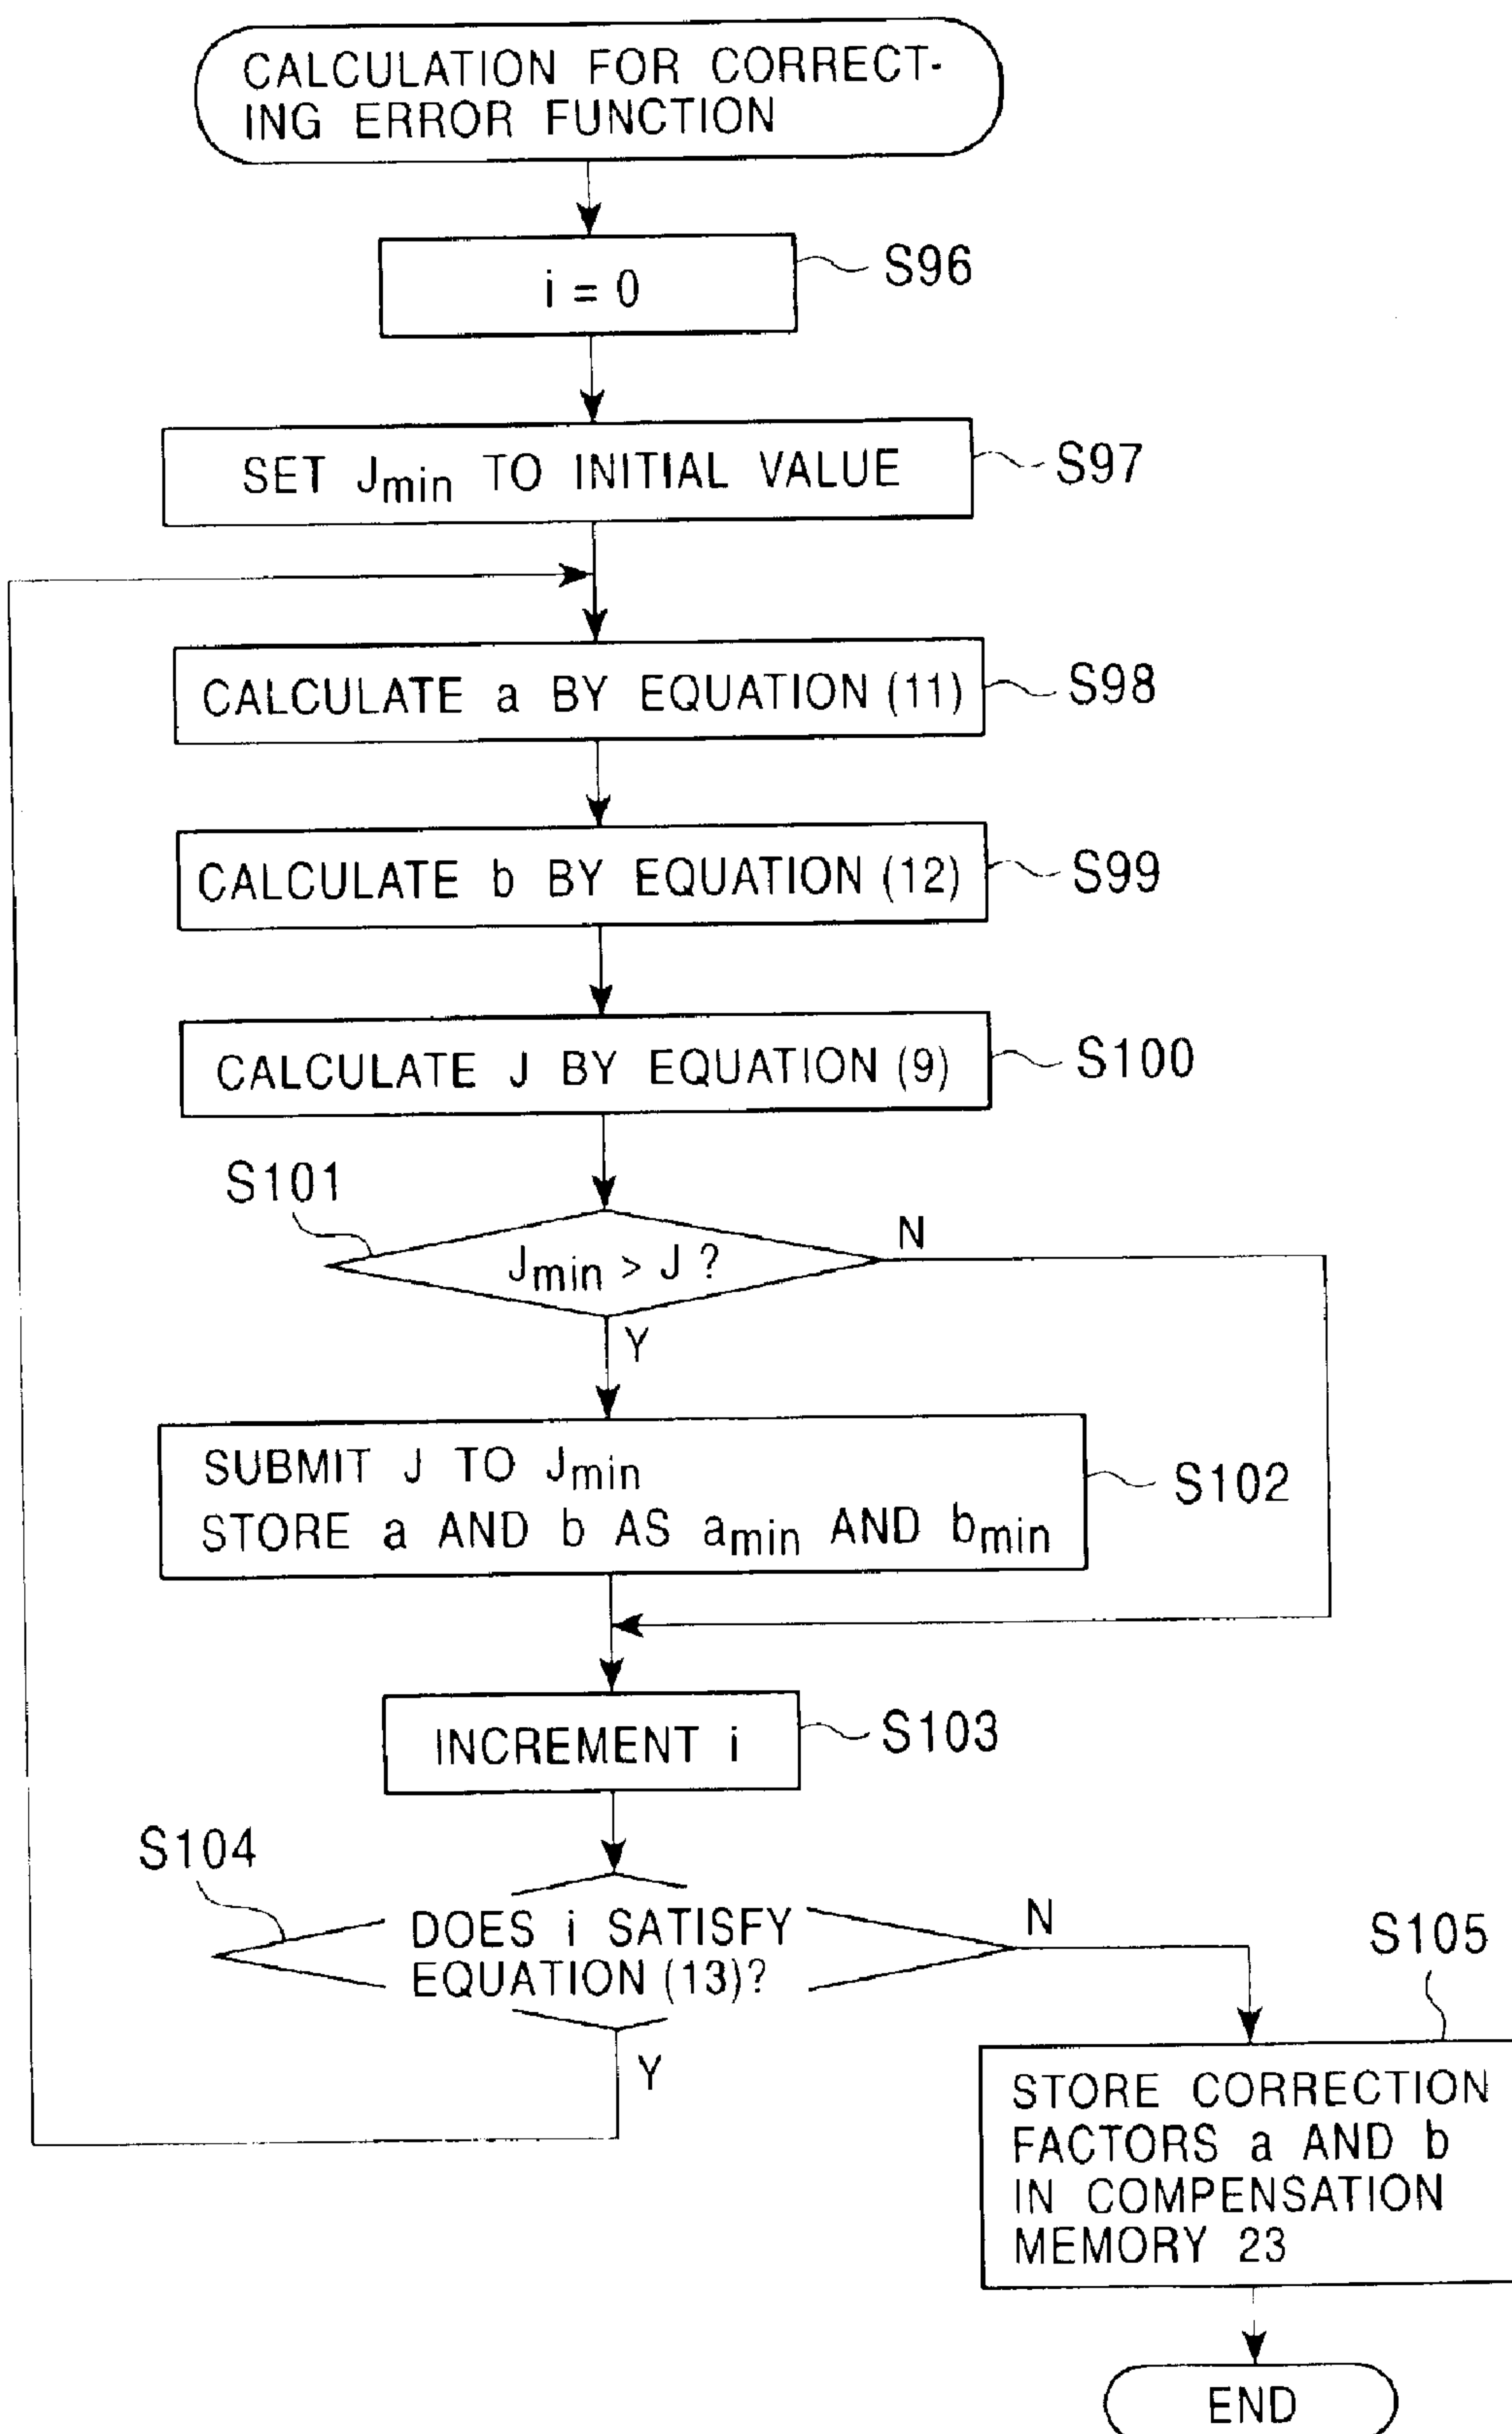 CALCULATION FOR CORRECT-
ING ERROR FUNCTION
i = 0
S96
SET Jmin TO INITIAL VALUE
S97
CALCULATE a BY EQUATION (11)
S98
CALCULATE b BY EQUATION (12)
S99
CALCULATE J BY EQUATION (9)
S100
S101
Jmin > J ?
N
Y
SUBMIT J TO Jmin
STORE a AND b AS amin AND bmin
S102
INCREMENT i
S103
S104
DOES i SATISFY
EQUATION (13)?
N
Y
S105
STORE CORRECTION
FACTORS a AND b
IN COMPENSATION
MEMORY 23
END